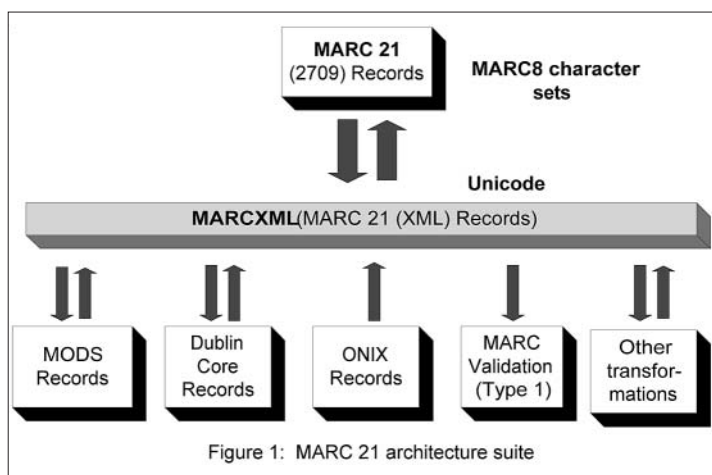 MARC 21
(2709) Records
MARC8 character
sets
Unicode
MARCXML(MARC 21 (XML) Records)
MODS
Records
Dublin
Core
Records
ONIX
Records
MARC
Validation
(Type 1)
Other
transfor-
mations
Figure 1: MARC 21 architecture suite